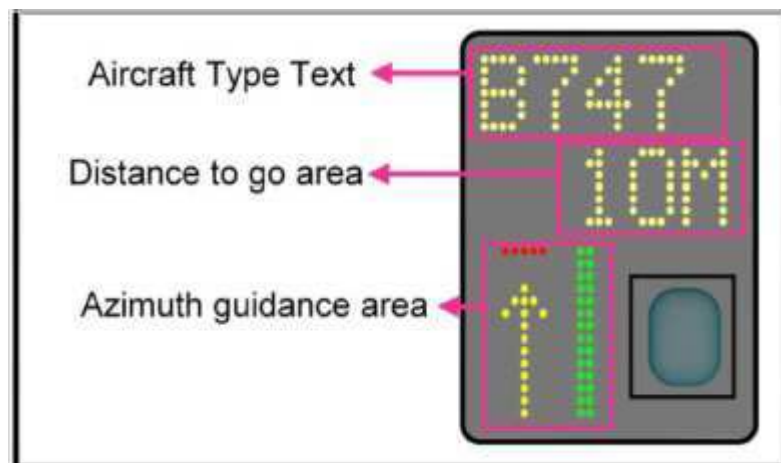 Aircraft Type Text
B747
Distance to go area
10M
Azimuth guidance area